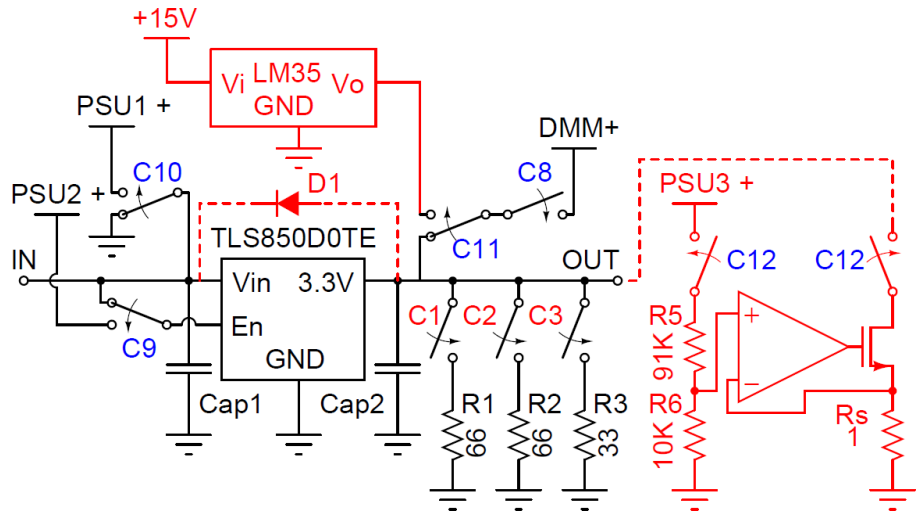 +15V
Vi LM35 Vo
GND
PSU1 +
DMM+
C10
C8
D1
PSU2 +
PSU3 +
C11
TLS850D0TE
IN
Vin 3.3V
OUT
C12
C12
C1
C2
C3
En
R5
91K
+
C9
GND
−
Cap1
Cap2
R1
66
R2
66
R3
33
R6
10K
Rs
1